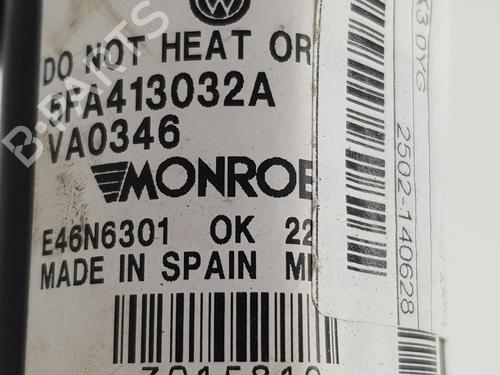 DO NOT HEAT OR
5FA413032A
VA0346
MONROE
E46N6301 OK 22
MADE IN SPAIN
B-PARTS
2502-140628